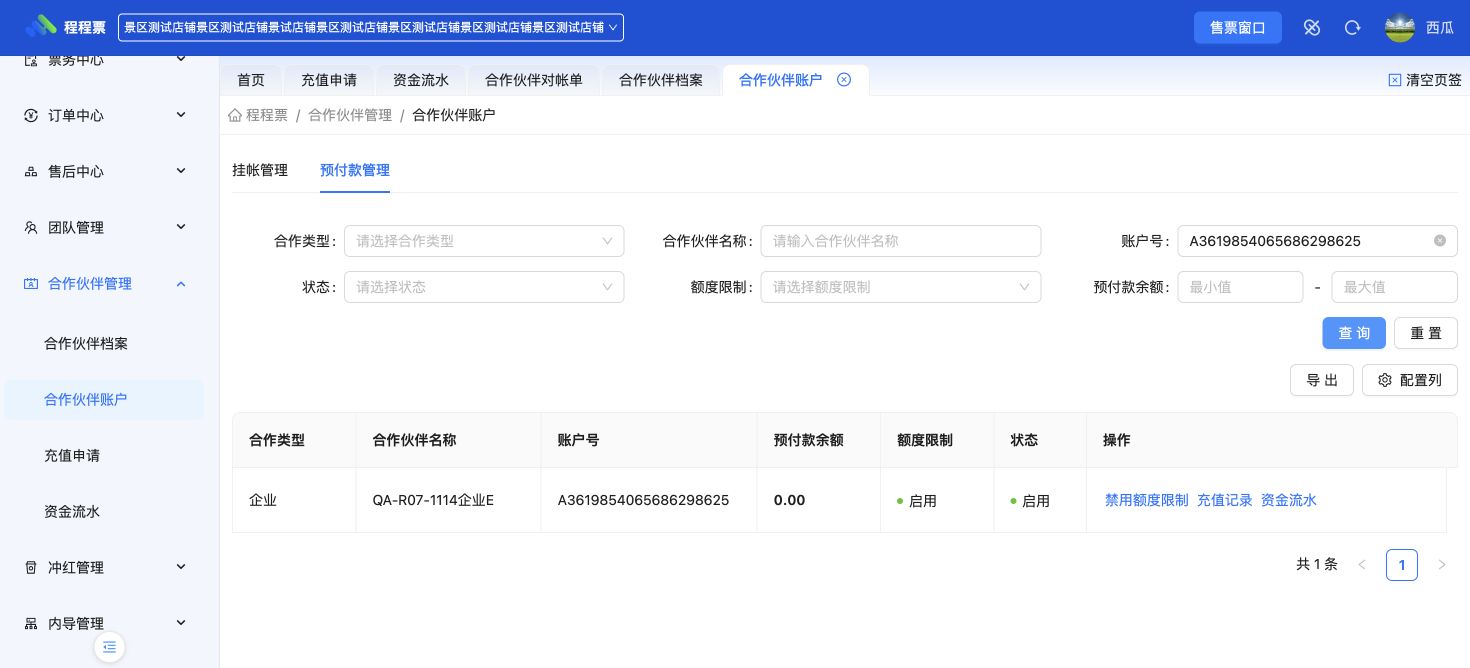 程程票
景区测试店铺景区测试店铺景试店铺景区测试店铺景区测试店铺景区测试店铺景区测试店铺
售票窗口
西瓜
票务中心
订单中心
售后中心
团队管理
合作伙伴管理
合作伙伴档案
合作伙伴账户
充值申请
资金流水
冲红管理
内导管理
首页 充值申请 资金流水 合作伙伴对帐单 合作伙伴档案 合作伙伴账户 清空页签
程程票 / 合作伙伴管理 / 合作伙伴账户
挂帐管理 预付款管理
合作类型: 请选择合作类型 合作伙伴名称: 请输入合作伙伴名称 账户号: A3619854065686298625
状态: 请选择状态 额度限制: 请选择额度限制 预付款余额: 最小值 - 最大值
查 询 重 置
导 出 配置列
合作类型 合作伙伴名称 账户号 预付款余额 额度限制 状态 操作
企业 QA-R07-1114企业E A3619854065686298625 0.00 启用 启用 禁用额度限制 充值记录 资金流水
共 1 条 < 1 >